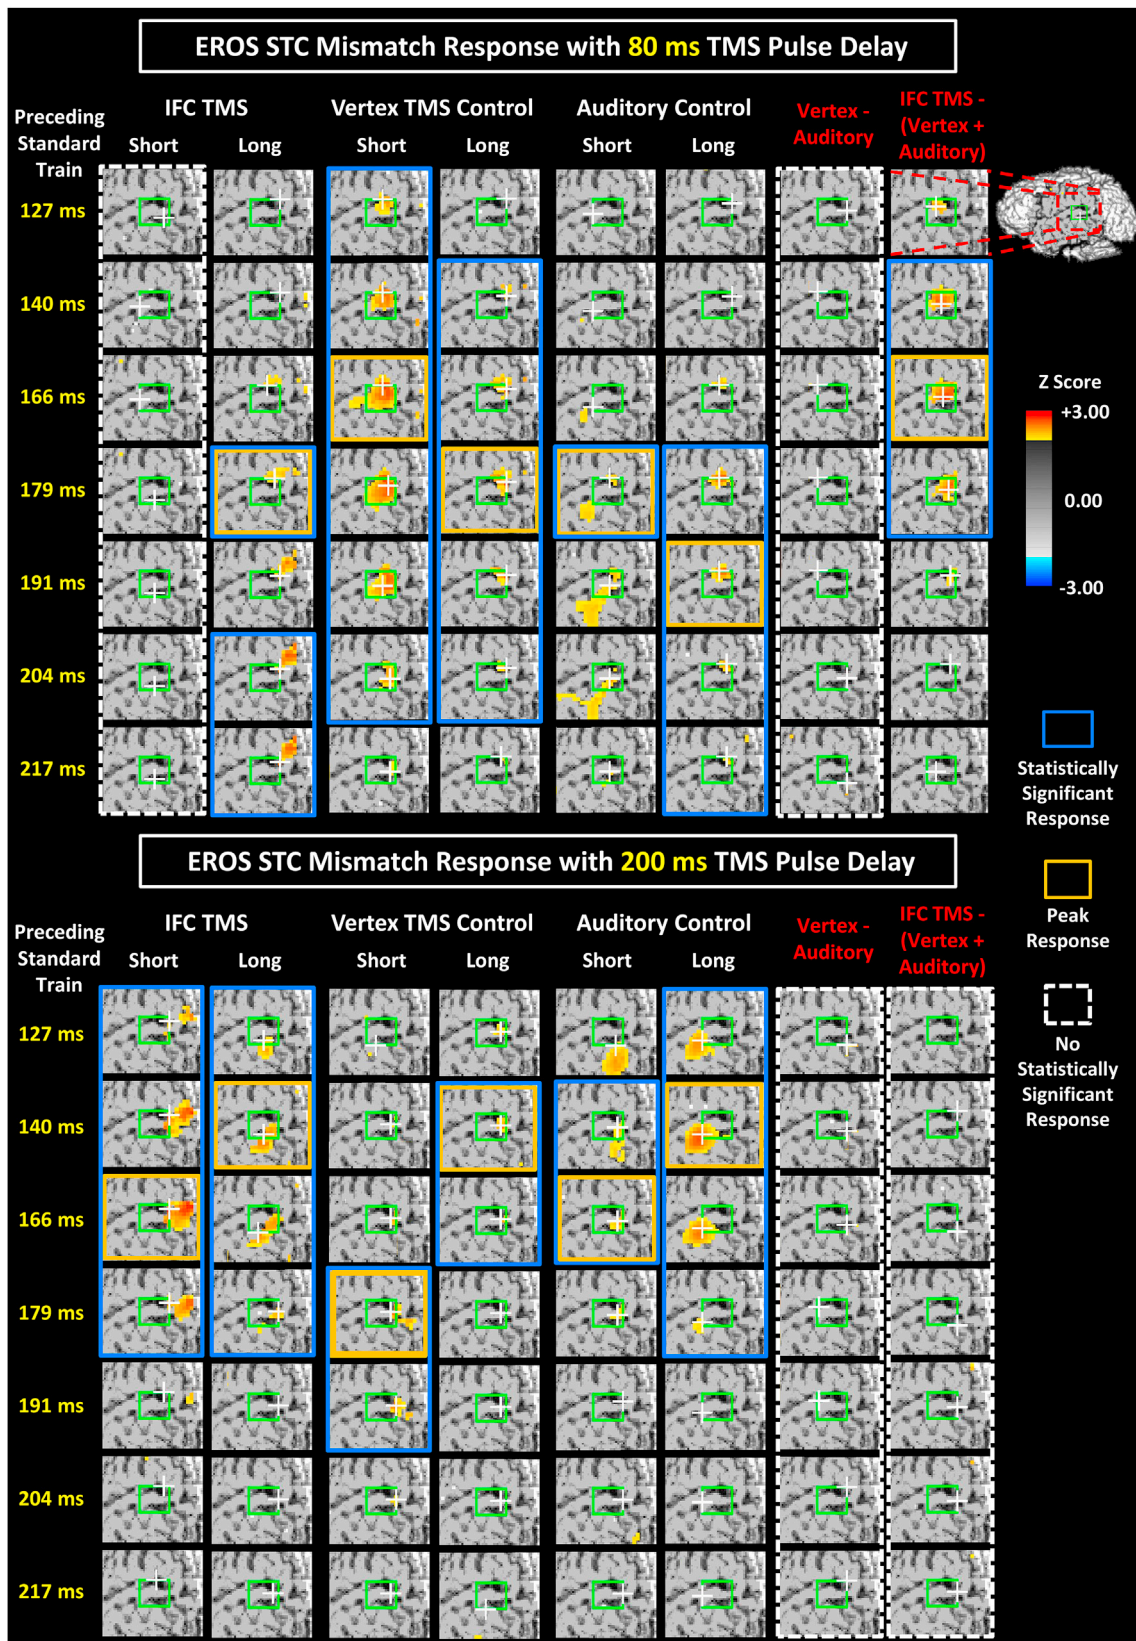 EROS STC Mismatch Response with 80 ms TMS Pulse Delay
Preceding
Standard
Train
IFC TMS
Short Long
Vertex TMS Control
Short Long
Auditory Control
Short Long
Vertex -
Auditory
IFC TMS -
(Vertex +
Auditory)
127 ms
140 ms
166 ms
179 ms
191 ms
204 ms
217 ms
Z Score
+3.00
0.00
-3.00
Statistically
Significant
Response
Peak
Response
No
Statistically
Significant
Response
EROS STC Mismatch Response with 200 ms TMS Pulse Delay
Preceding
Standard
Train
IFC TMS
Short Long
Vertex TMS Control
Short Long
Auditory Control
Short Long
Vertex -
Auditory
IFC TMS -
(Vertex +
Auditory)
127 ms
140 ms
166 ms
179 ms
191 ms
204 ms
217 ms